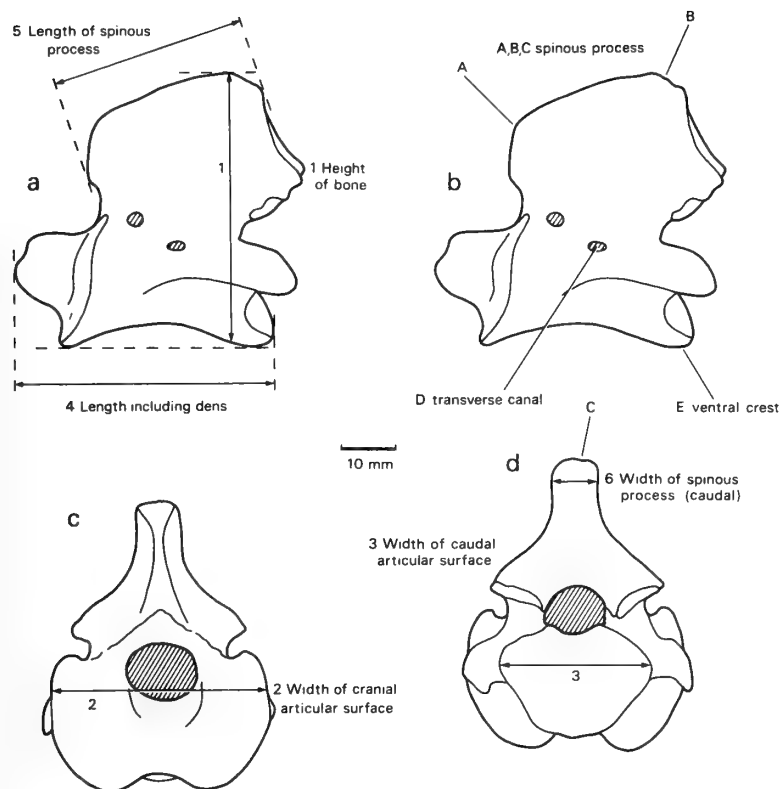 5 Length of spinous
process
1
a
1 Height
of bone
4 Length including dens
A,B,C spinous process
A
B
b
D transverse canal
E ventral crest
10 mm
c
2
2 Width of cranial
articular surface
d
C
6 Width of spinous
process (caudal)
3 Width of caudal
articular surface
3